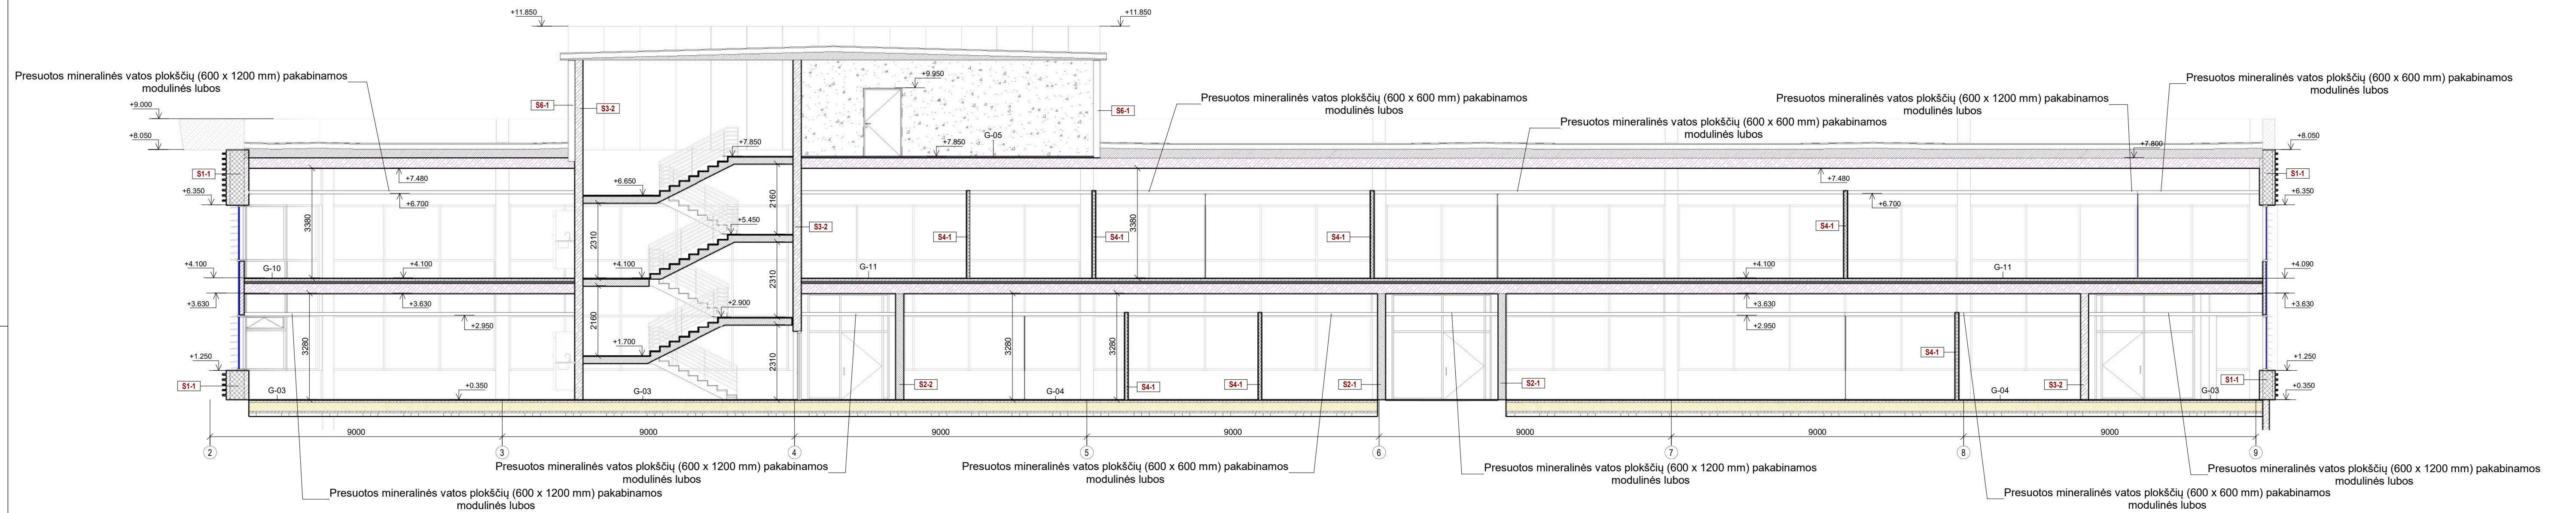 +11.850
+11.850
Presuotos mineralinės vatos plokščių (600 x 1200 mm) pakabinamos
modulinės lubos
+9.950
Presuotos mineralinės vatos plokščių (600 x 600 mm) pakabinamos
modulinės lubos
Presuotos mineralinės vatos plokščių (600 x 600 mm) pakabinamos
modulinės lubos
Presuotos mineralinės vatos plokščių (600 x 1200 mm) pakabinamos
modulinės lubos
Presuotos mineralinės vatos plokščių (600 x 600 mm) pakabinamos
modulinės lubos
+9.000
S6-1
S3-2
S6-1
+8.050
+7.850
+7.850
G-05
+7.800
+8.050
S1-1
+7.480
+7.480
S1-1
+6.350
+6.700
+6.650
+6.700
+6.350
3380
2310
2160
+5.450
S3-2
S4-1
S4-1
3380
S4-1
S4-1
+4.100
G-10
+4.100
+4.100
G-11
+4.100
G-11
+4.090
+3.630
+3.630
2310
+3.630
+3.630
+2.950
+2.900
+2.950
3280
2160
+1.700
2310
3280
3280
+1.250
S4-1
+1.250
S1-1
G-03
+0.350
G-03
S2-2
G-04
S4-1
S4-1
S2-1
S2-1
S3-2
G-04
G-03
S1-1
+0.350
9000
9000
9000
9000
9000
9000
9000
2
3
4
5
6
7
8
9
Presuotos mineralinės vatos plokščių (600 x 1200 mm) pakabinamos
modulinės lubos
Presuotos mineralinės vatos plokščių (600 x 600 mm) pakabinamos
modulinės lubos
Presuotos mineralinės vatos plokščių (600 x 1200 mm) pakabinamos
modulinės lubos
Presuotos mineralinės vatos plokščių (600 x 1200 mm) pakabinamos
modulinės lubos
Presuotos mineralinės vatos plokščių (600 x 1200 mm) pakabinamos
modulinės lubos
Presuotos mineralinės vatos plokščių (600 x 600 mm) pakabinamos
modulinės lubos